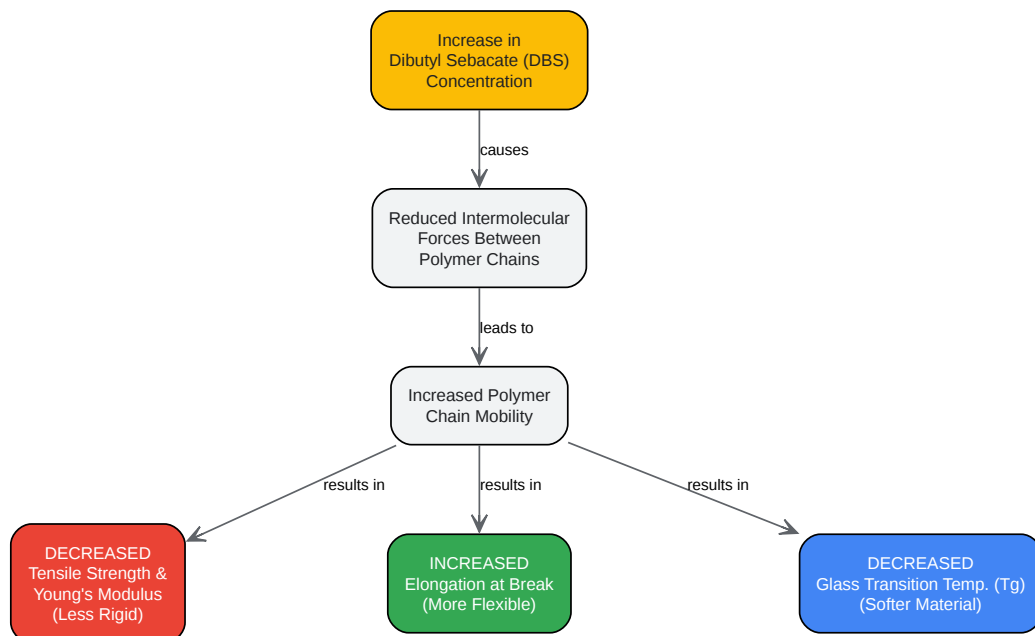 Increase in
Dibutyl Sebacate (DBS)
Concentration
causes
Reduced Intermolecular
Forces Between
Polymer Chains
leads to
Increased Polymer
Chain Mobility
results in
results in
results in
DECREASED
Tensile Strength &
Young's Modulus
(Less Rigid)
INCREASED
Elongation at Break
(More Flexible)
DECREASED
Glass Transition Temp. (Tg)
(Softer Material)